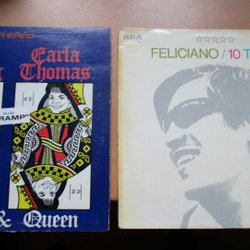 STEREO
Carla
Thomas
TRAMP
& Queen
RCA
FELICIANO / 10 T